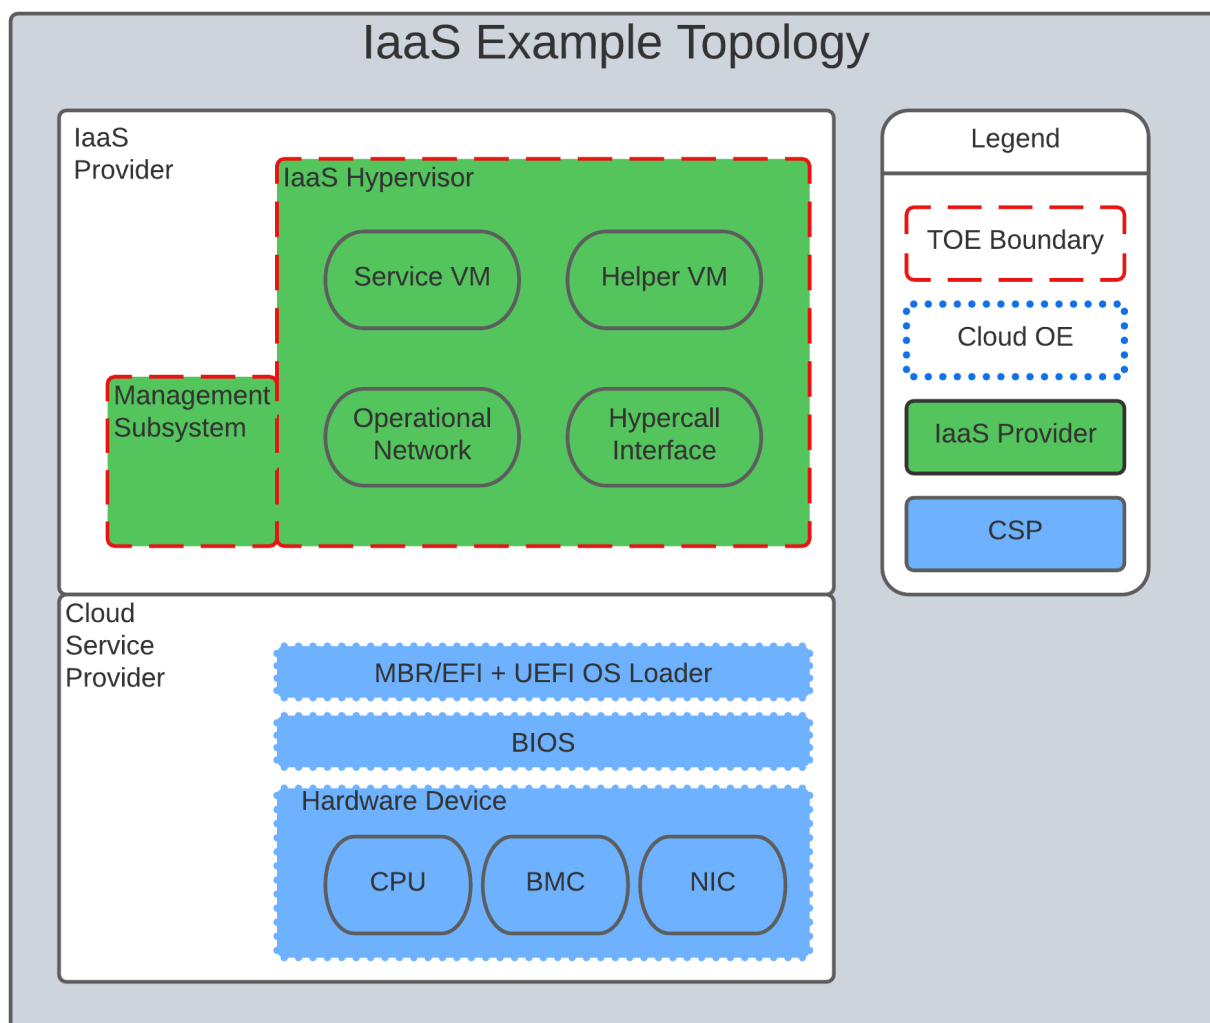 IaaS Example Topology
IaaS
Provider
IaaS Hypervisor
Service VM
Helper VM
Management
Subsystem
Operational
Network
Hypercall
Interface
Cloud
Service
Provider
MBR/EFI + UEFI OS Loader
BIOS
Hardware Device
CPU
BMC
NIC
Legend
TOE Boundary
Cloud OE
IaaS Provider
CSP